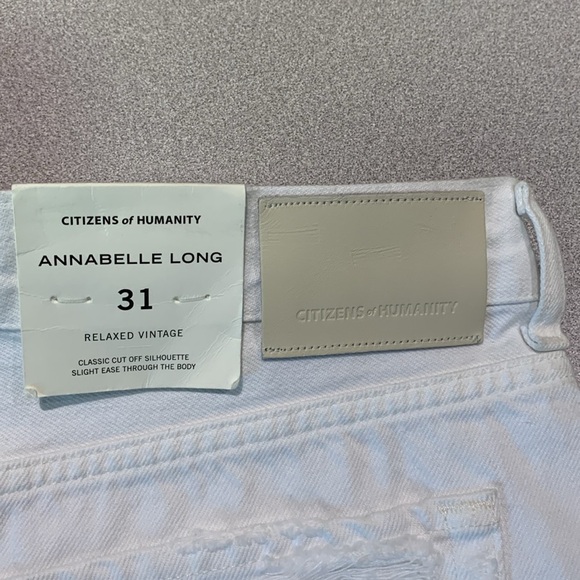 CITIZENS of HUMANITY
ANNABELLE LONG
31
RELAXED VINTAGE
CLASSIC CUT OFF SILHOUETTE
SLIGHT EASE THROUGH THE BODY
CITIZENS of HUMANITY